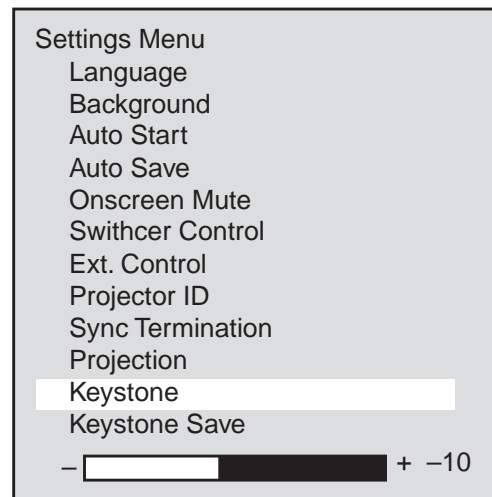 Settings Menu
Language
Background
Auto Start
Auto Save
Onscreen Mute
Swithcer Control
Ext. Control
Projector ID
Sync Termination
Projection
Keystone
Keystone Save
– + –10